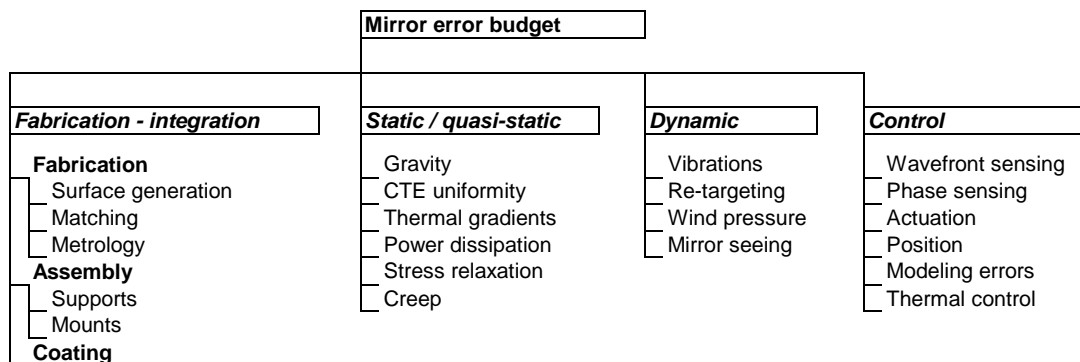 Mirror error budget
Fabrication - integration
Fabrication
Surface generation
Matching
Metrology
Assembly
Supports
Mounts
Coating
Static / quasi-static
Gravity
CTE uniformity
Thermal gradients
Power dissipation
Stress relaxation
Creep
Dynamic
Vibrations
Re-targeting
Wind pressure
Mirror seeing
Control
Wavefront sensing
Phase sensing
Actuation
Position
Modeling errors
Thermal control